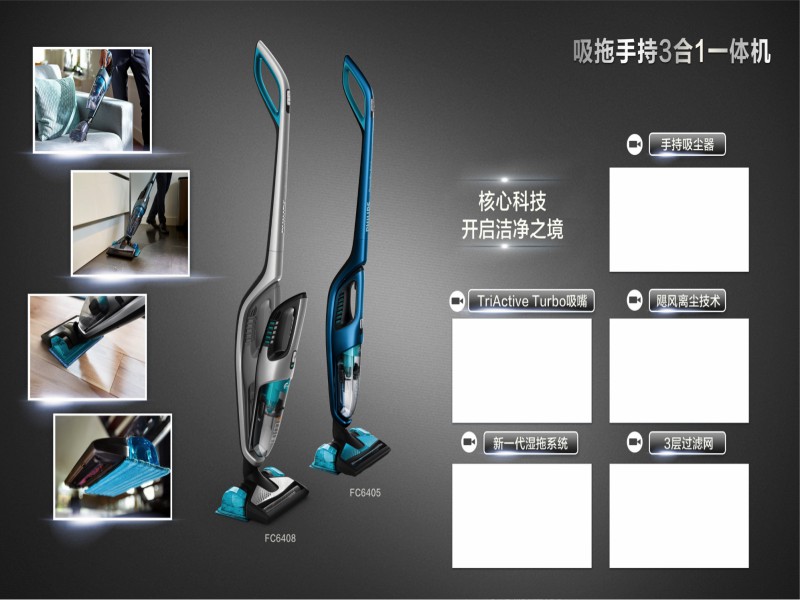 吸拖手持3合1一体机
手持吸尘器
核心科技
开启洁净之境
TriActive Turbo吸嘴
飓风离尘技术
新一代湿拖系统
3层过滤网
FC6405
FC6408